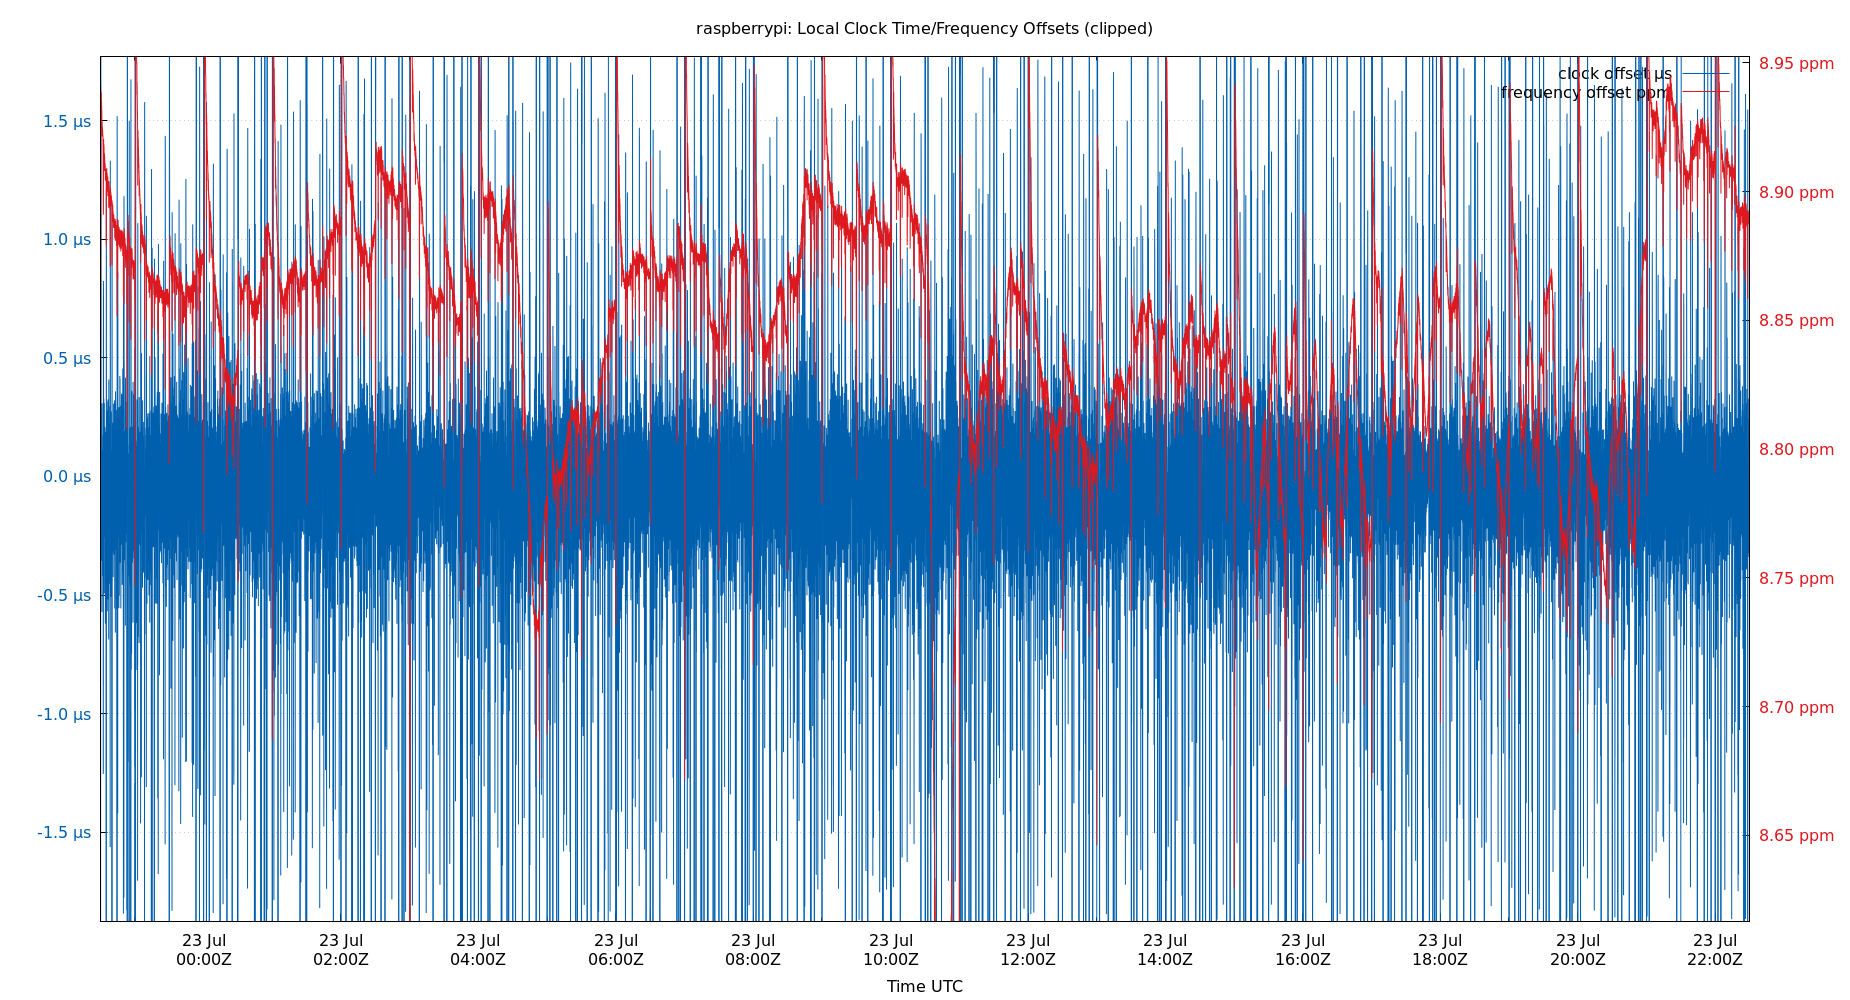 raspberrypi: Local Clock Time/Frequency Offsets (clipped)
clock offset µs
frequency offset ppm
1.5 µs
1.0 µs
0.5 µs
0.0 µs
-0.5 µs
-1.0 µs
-1.5 µs
8.95 ppm
8.90 ppm
8.85 ppm
8.80 ppm
8.75 ppm
8.70 ppm
8.65 ppm
23 Jul 23 Jul 23 Jul 23 Jul 23 Jul 23 Jul 23 Jul 23 Jul 23 Jul 23 Jul 23 Jul 23 Jul
00:00Z 02:00Z 04:00Z 06:00Z 08:00Z 10:00Z 12:00Z 14:00Z 16:00Z 18:00Z 20:00Z 22:00Z
Time UTC